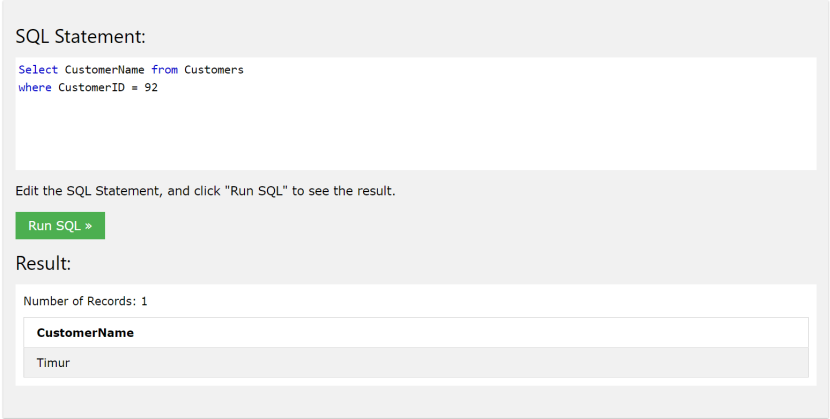 SQL Statement:
Select CustomerName from Customers
where CustomerID = 92
Edit the SQL Statement, and click "Run SQL" to see the result.
Run SQL »
Result:
Number of Records: 1
CustomerName
Timur